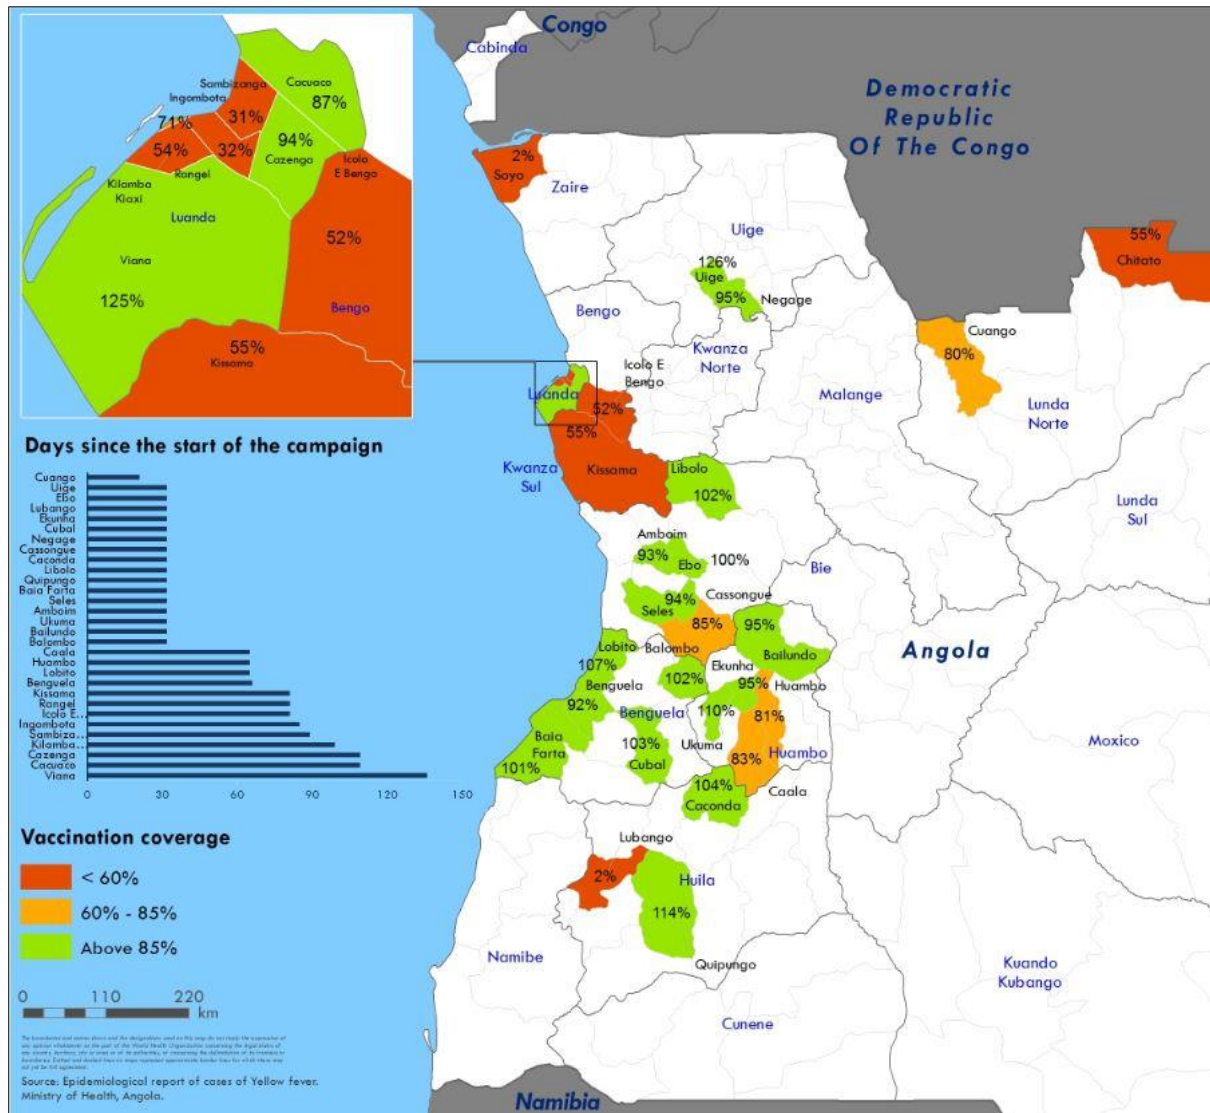 Congo
Cabinda
Democratic
Republic
Of The Congo
Cacuaco
87%
Sambizanga
Ingombota
31%
71%
54%
32%
94%
Cazenga
Rangel
Icolo
E Bengo
Kilamba
Kiaxi
Luanda
52%
Viana
125%
Bengo
55%
Kissama
2%
Soyo
Zaire
Uige
126%
Uige
95%
Negage
55%
Chitato
Cuango
80%
Bengo
Kwanza
Norte
Icolo E
Bengo
Malange
Lunda
Norte
Luanda
52%
55%
Kissama
Kwanza
Sul
Libolo
102%
Lunda
Sul
Amboim
93%
Ebo
100%
Bie
94%
Cassongue
Seles
85%
95%
Lobito
Balombo
Bailundo
Angola
107%
Ekunha
Benguela
102%
95%
Huambo
92%
Benguela
110%
81%
Moxico
Baia
Farta
103%
Ukuma
Huambo
101%
Cubal
83%
104%
Caconda
Caala
Lubango
2%
Huila
114%
Namibe
Quipungo
Kuando
Kubango
Cunene
Namibia
Days since the start of the campaign
Cuango
Uige
Ebo
Lubango
Ekunha
Cubal
Negage
Cassongue
Caconda
Libolo
Quipungo
Baia Farta
Seles
Amboim
Ukuma
Bailundo
Balombo
Caala
Huambo
Lobito
Benguela
Kissama
Rangel
Icolo E...
Ingombota
Sambiza...
Kilamba...
Cazenga
Cacuaco
Viana
0 30 60 90 120 150
Vaccination coverage
< 60%
60% - 85%
Above 85%
0 110 220
km
Source: Epidemiological report of cases of Yellow fever.
Ministry of Health, Angola.